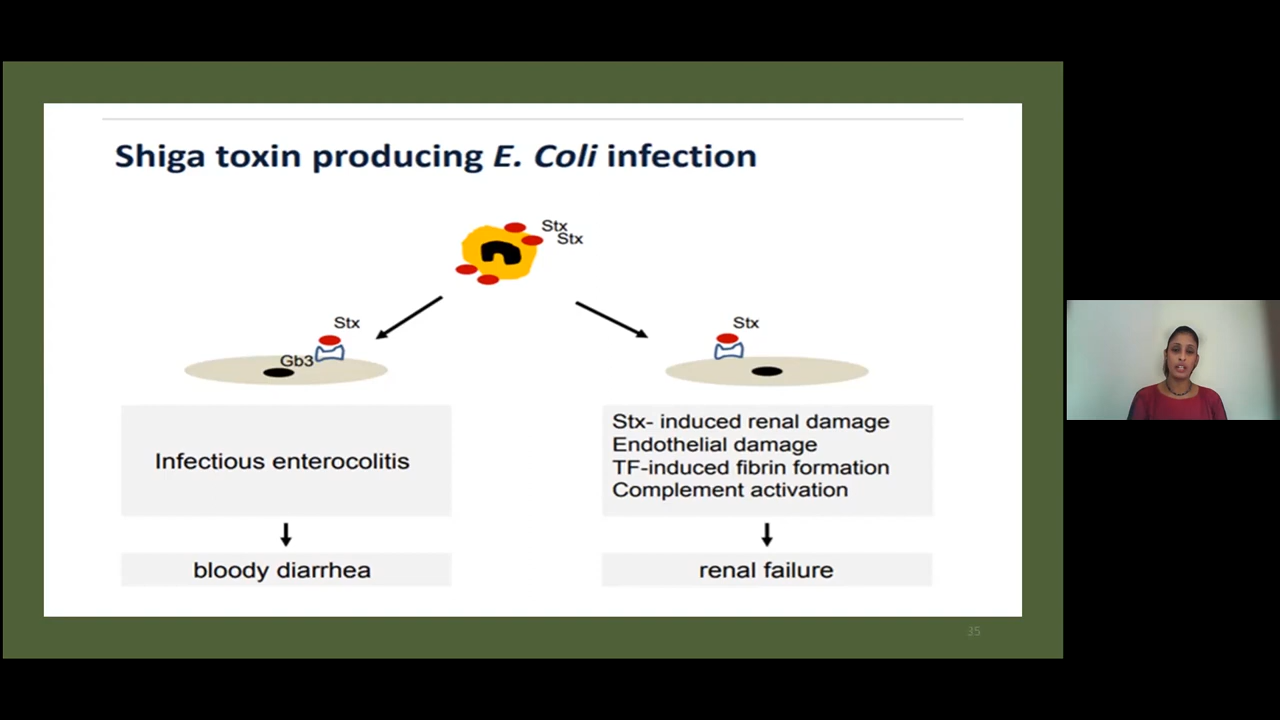 Shiga toxin producing E. Coli infection
Stx
Stx
Stx
Gb3
Stx
Infectious enterocolitis
bloody diarrhea
Stx- induced renal damage
Endothelial damage
TF-induced fibrin formation
Complement activation
renal failure
35